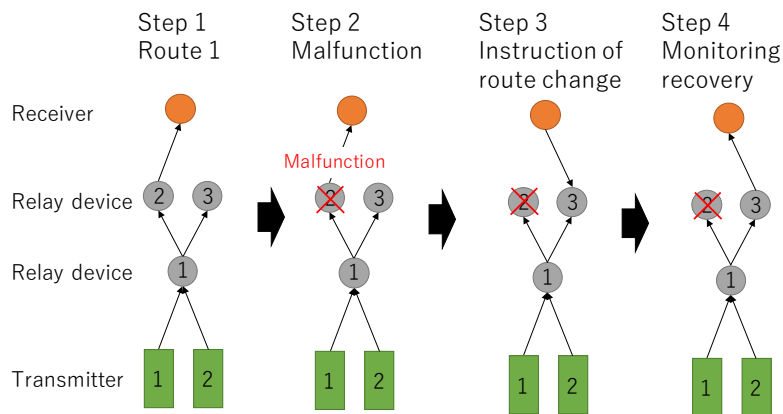 Step 1
Route 1
Step 2
Malfunction
Step 3
Instruction of
route change
Step 4
Monitoring
recovery
Receiver
Malfunction
Relay device
2
3
2
3
2
3
2
3
Relay device
1
1
1
1
Transmitter
1
2
1
2
1
2
1
2